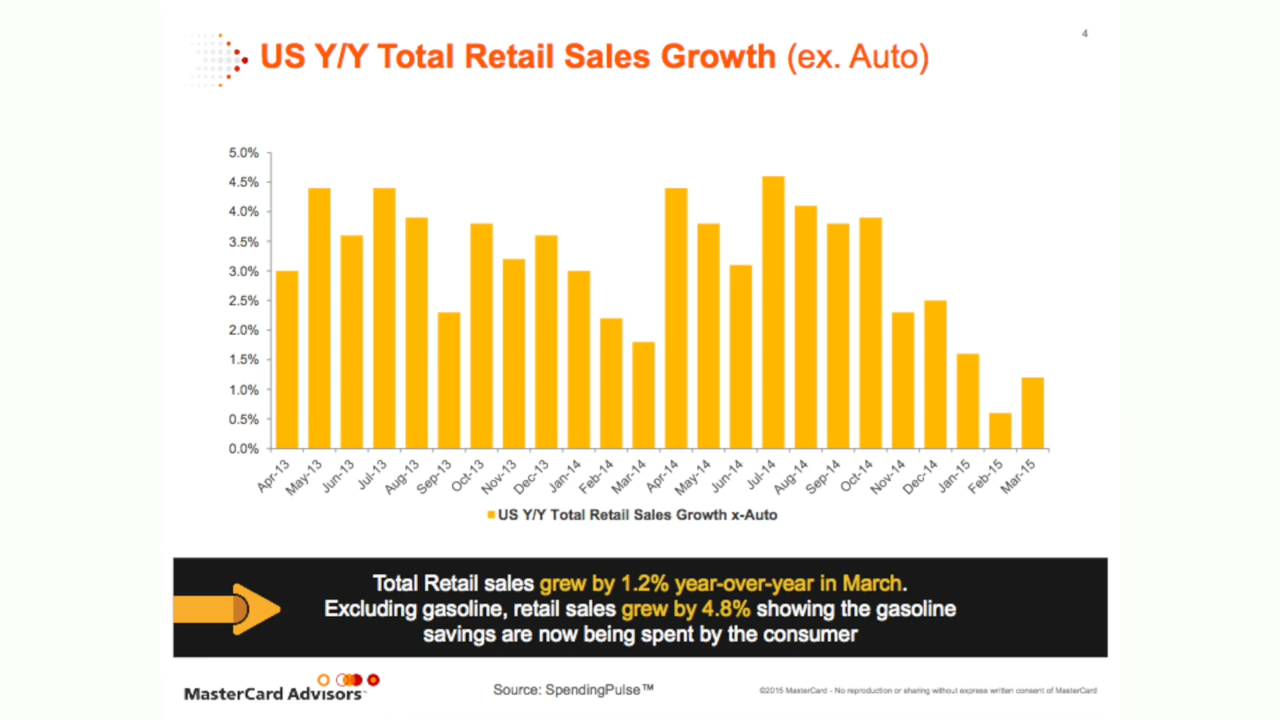 4
US Y/Y Total Retail Sales Growth (ex. Auto)
5.0%
4.5%
4.0%
3.5%
3.0%
2.5%
2.0%
1.5%
1.0%
0.5%
0.0%
Apr-13 May-13 Jun-13 Jul-13 Aug-13 Sep-13 Oct-13 Nov-13 Dec-13 Jan-14 Feb-14 Mar-14 Apr-14 May-14 Jun-14 Jul-14 Aug-14 Sep-14 Oct-14 Nov-14 Dec-14 Jan-15 Feb-15 Mar-15
US Y/Y Total Retail Sales Growth x-Auto
Total Retail sales grew by 1.2% year-over-year in March.
Excluding gasoline, retail sales grew by 4.8% showing the gasoline
savings are now being spent by the consumer
MasterCard Advisors™
Source: SpendingPulse™
©2015 MasterCard - No reproduction or sharing without express written consent of MasterCard